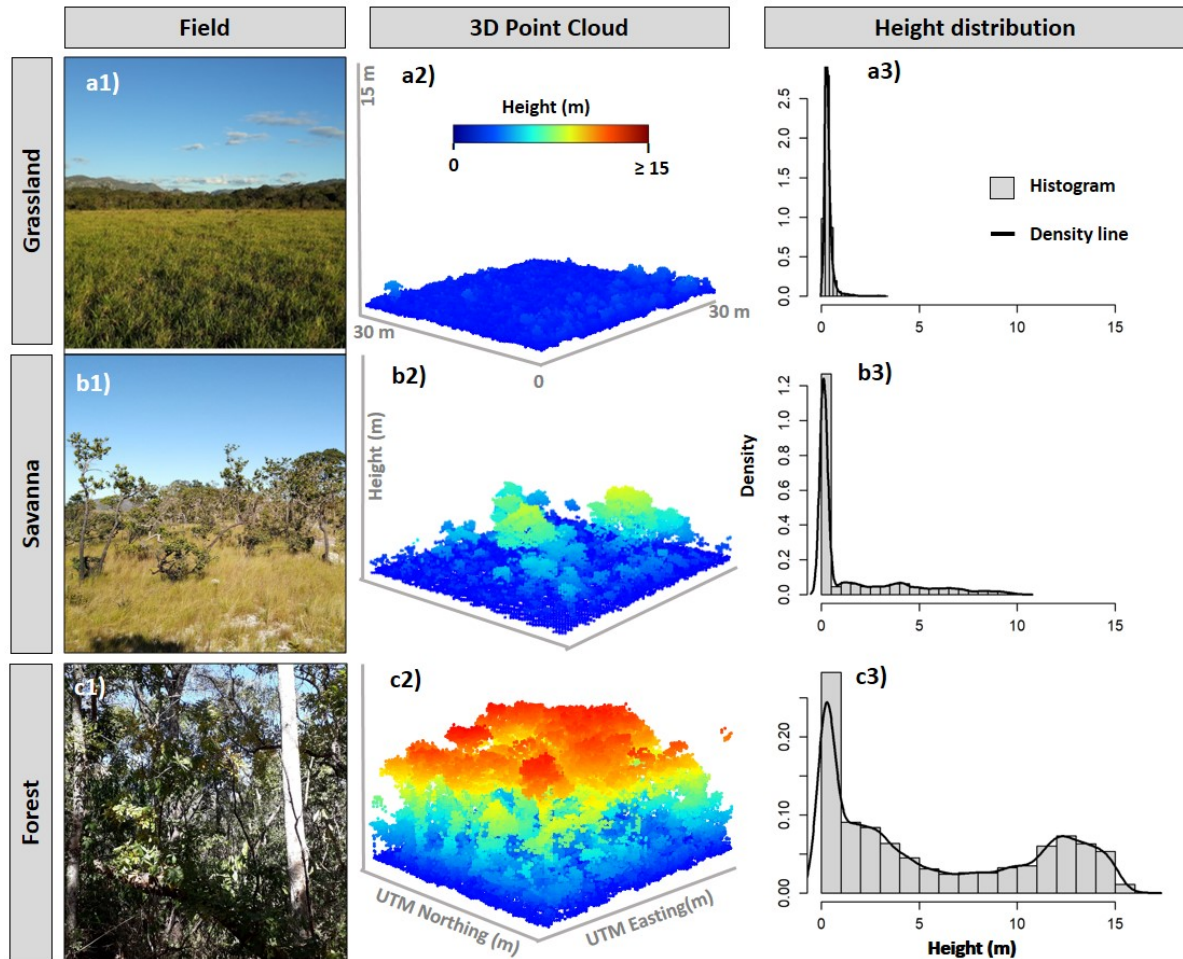 Field
3D Point Cloud
Height distribution
Grassland
a1)
15 m
a2)
Height (m)
0
≥ 15
30 m
0
30 m
a3)
2.5
2.0
1.5
1.0
0.5
0.0
0 5 10 15
Histogram
Density line
Savanna
b1)
b2)
Height (m)
b3)
Density
1.2
1.0
0.8
0.6
0.4
0.2
0.0
0 5 10 15
Forest
c1)
c2)
UTM Northing (m)
UTM Easting(m)
c3)
0.20
0.10
0.00
0 5 10 15
Height (m)